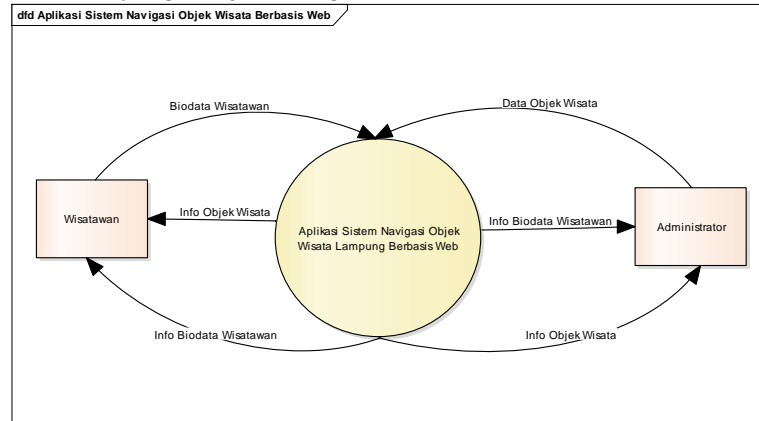 dfd Aplikasi Sistem Navigasi Objek Wisata Berbasis Web
Biodata Wisatawan
Data Objek Wisata
Wisatawan
Info Objek Wisata
Aplikasi Sistem Navigasi Objek
Wisata Lampung Berbasis Web
Info Biodata Wisatawan
Administrator
Info Biodata Wisatawan
Info Objek Wisata